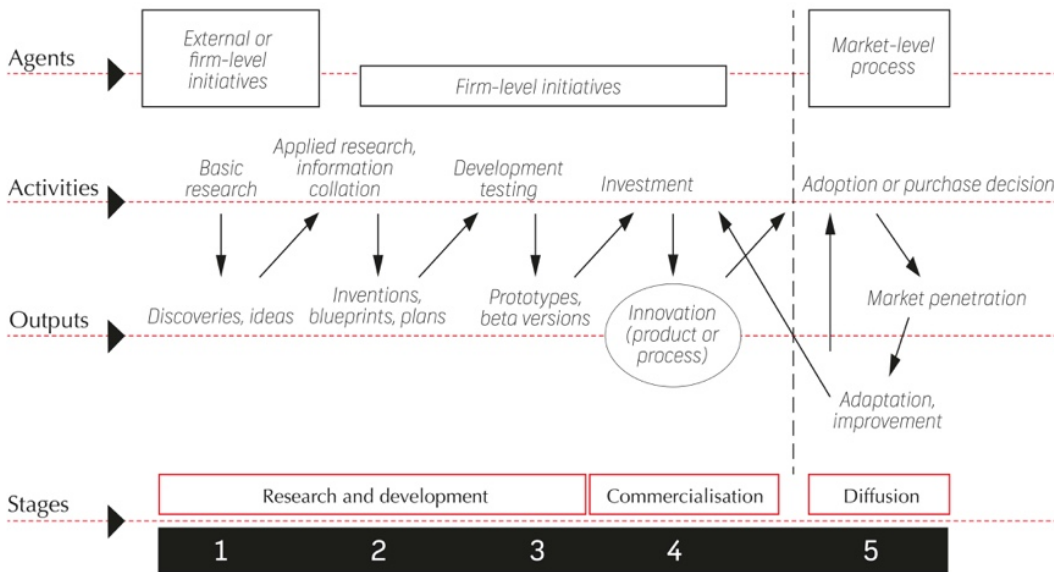 Agents
External or
firm-level
initiatives
Firm-level initiatives
Market-level
process
Activities
Basic
research
Applied research,
information
collation
Development
testing
Investment
Adoption or purchase decision
Outputs
Discoveries, ideas
Inventions,
blueprints, plans
Prototypes,
beta versions
Innovation
(product or
process)
Market penetration
Adaptation,
improvement
Stages
Research and development
Commercialisation
Diffusion
1 2 3 4 5